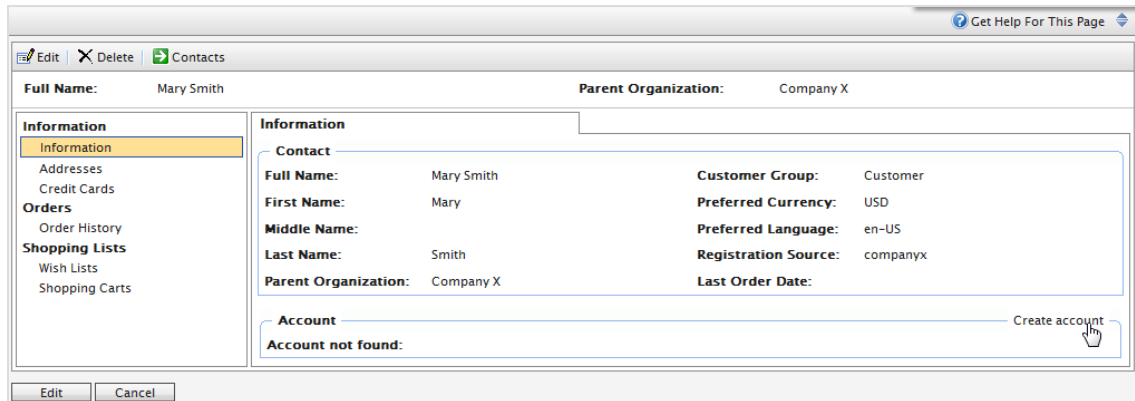 Get Help For This Page
Edit Delete Contacts
Full Name: Mary Smith Parent Organization: Company X
Information
Information
Addresses
Credit Cards
Orders
Order History
Shopping Lists
Wish Lists
Shopping Carts
Information
Contact
Full Name: Mary Smith Customer Group: Customer
First Name: Mary Preferred Currency: USD
Middle Name: Preferred Language: en-US
Last Name: Smith Registration Source: companyx
Parent Organization: Company X Last Order Date:
Account Create account
Account not found:
Edit Cancel